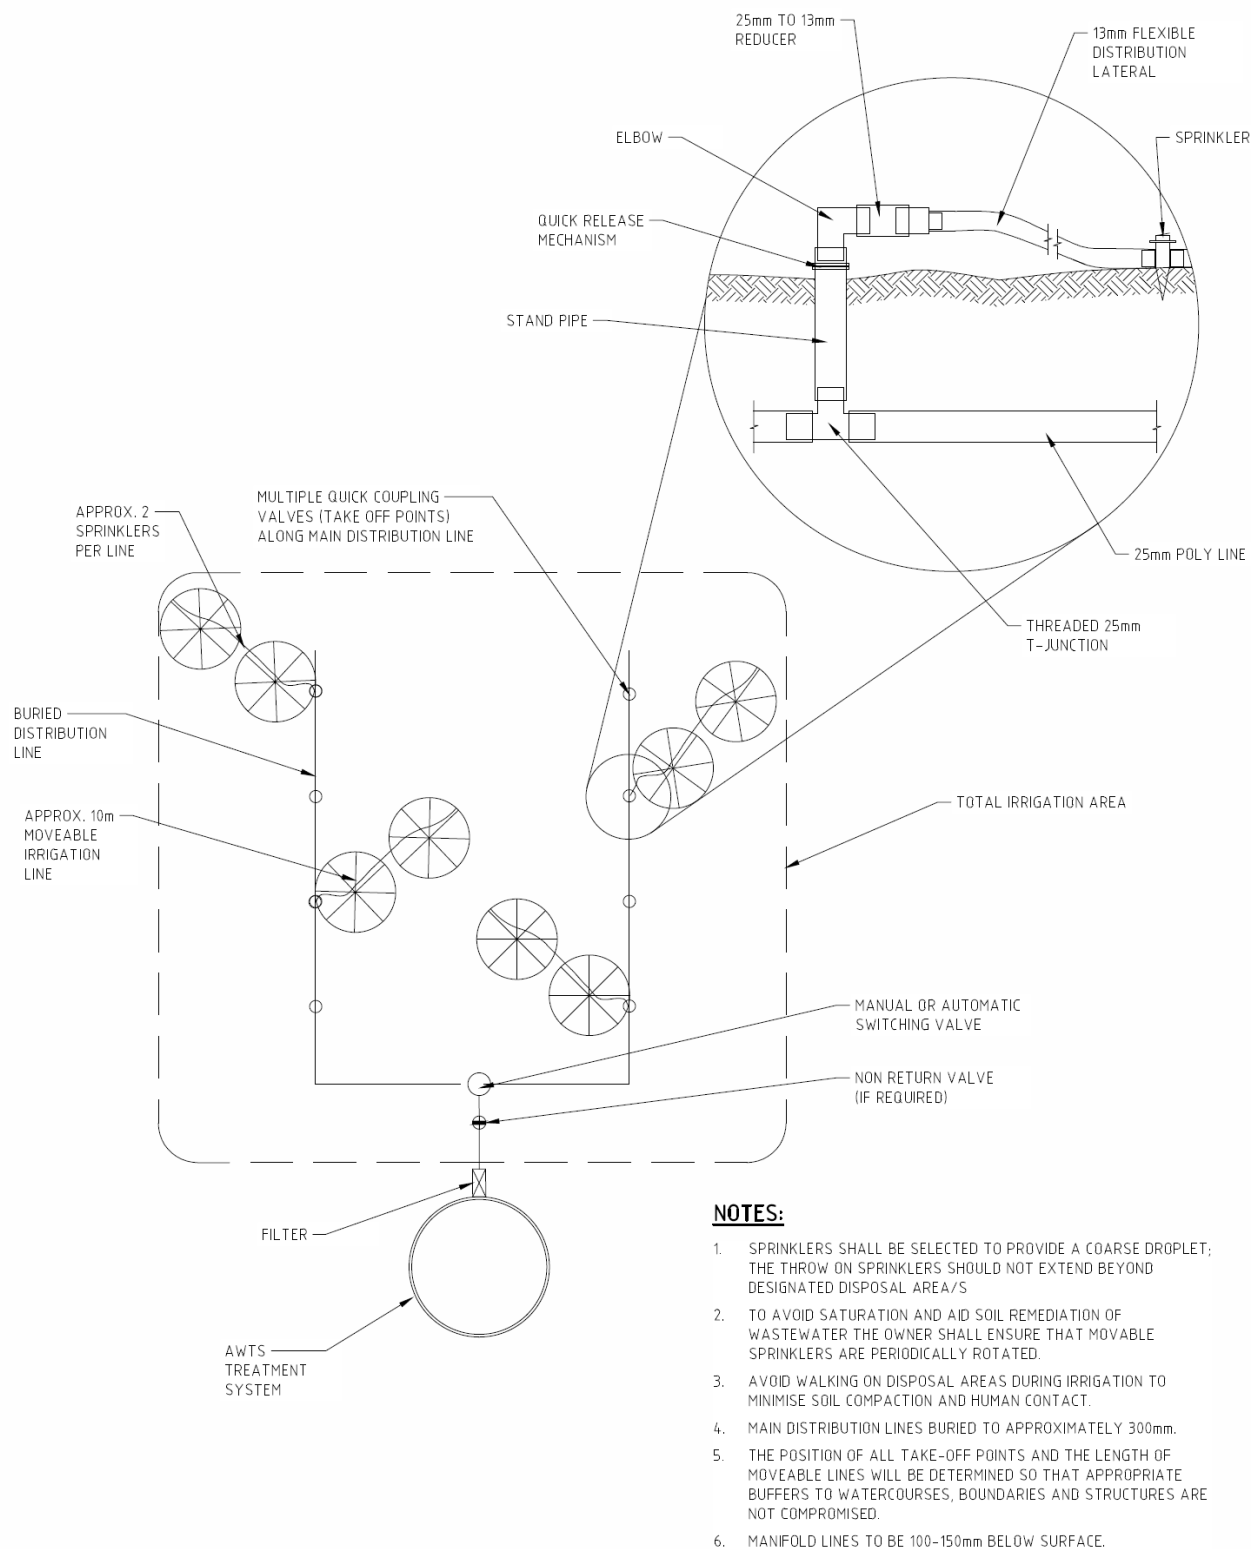 25mm TO 13mm
REDUCER
13mm FLEXIBLE
DISTRIBUTION
LATERAL
ELBOW
SPRINKLER
QUICK RELEASE
MECHANISM
STAND PIPE
MULTIPLE QUICK COUPLING
VALVES (TAKE OFF POINTS)
ALONG MAIN DISTRIBUTION LINE
APPROX. 2
SPRINKLERS
PER LINE
25mm POLY LINE
THREADED 25mm
T-JUNCTION
BURIED
DISTRIBUTION
LINE
APPROX. 10m
MOVEABLE
IRRIGATION
LINE
TOTAL IRRIGATION AREA
MANUAL OR AUTOMATIC
SWITCHING VALVE
NON RETURN VALVE
(IF REQUIRED)
FILTER
AWTS
TREATMENT
SYSTEM
NOTES:
1. SPRINKLERS SHALL BE SELECTED TO PROVIDE A COARSE DROPLET;
THE THROW ON SPRINKLERS SHOULD NOT EXTEND BEYOND
DESIGNATED DISPOSAL AREA/S
2. TO AVOID SATURATION AND AID SOIL REMEDIATION OF
WASTEWATER THE OWNER SHALL ENSURE THAT MOVABLE
SPRINKLERS ARE PERIODICALLY ROTATED.
3. AVOID WALKING ON DISPOSAL AREAS DURING IRRIGATION TO
MINIMISE SOIL COMPACTION AND HUMAN CONTACT.
4. MAIN DISTRIBUTION LINES BURIED TO APPROXIMATELY 300mm.
5. THE POSITION OF ALL TAKE-OFF POINTS AND THE LENGTH OF
MOVEABLE LINES WILL BE DETERMINED SO THAT APPROPRIATE
BUFFERS TO WATERCOURSES, BOUNDARIES AND STRUCTURES ARE
NOT COMPROMISED.
6. MANIFOLD LINES TO BE 100-150mm BELOW SURFACE.